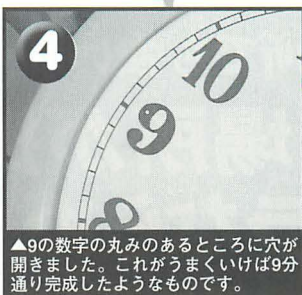 4
10
9
8
▲9の数字の丸みのあるところに穴が
開きました。これがうまくいけば9分
通り完成したようなものです。